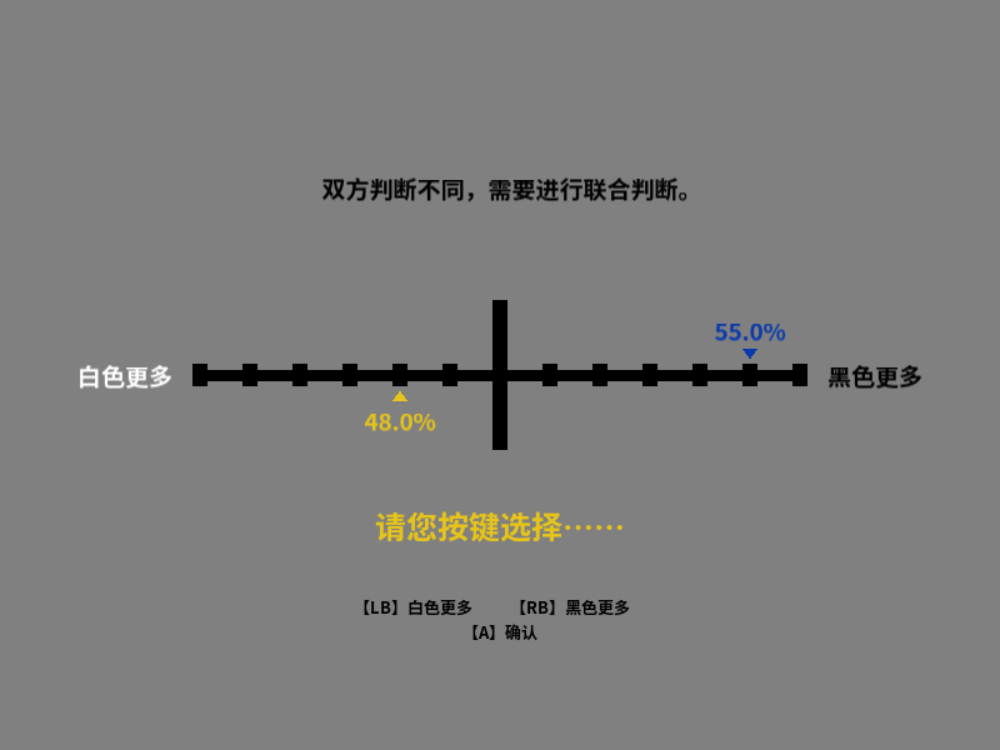 双方判断不同，需要进行联合判断。
55.0%
白色更多 黑色更多
48.0%
请您按键选择……
【LB】白色更多 【RB】黑色更多
【A】确认